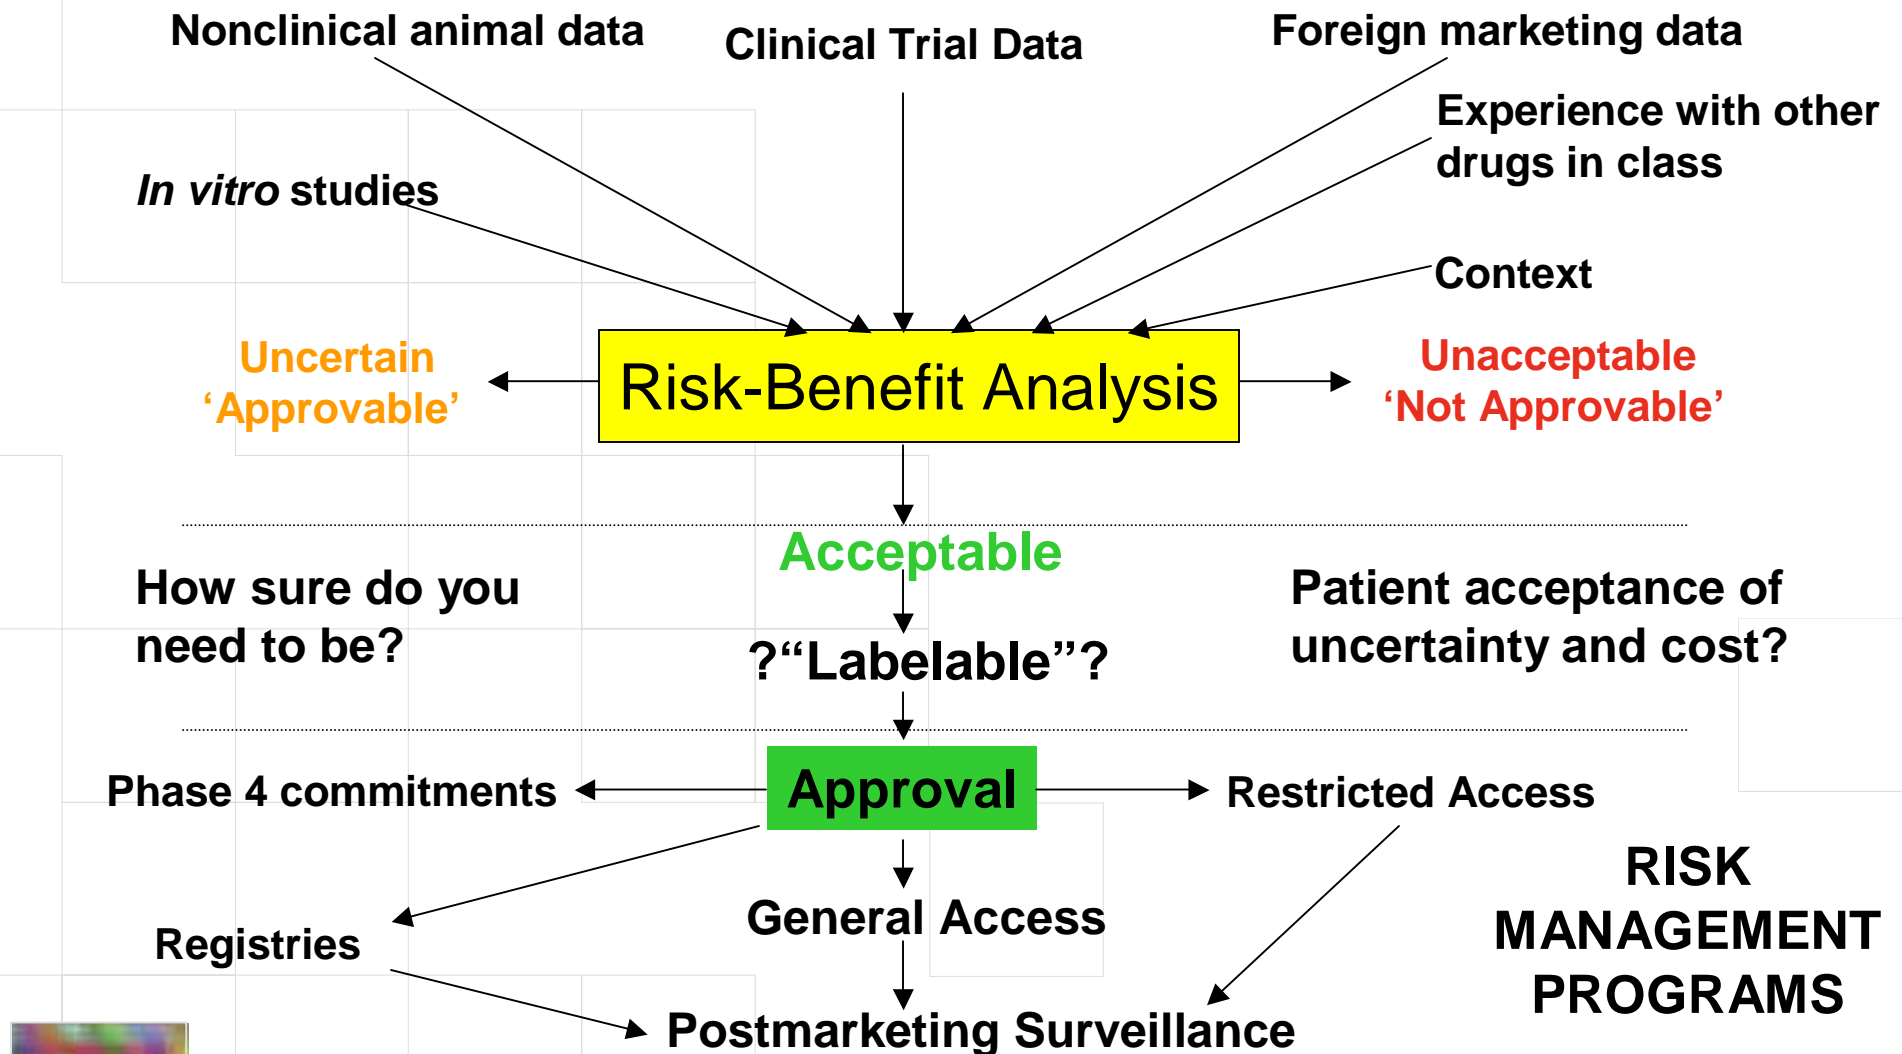 Nonclinical animal data
Clinical Trial Data
Foreign marketing data
Experience with other
drugs in class
In vitro studies
Context
Uncertain
‘Approvable’
Risk-Benefit Analysis
Unacceptable
‘Not Approvable’
Acceptable
How sure do you
need to be?
Patient acceptance of
uncertainty and cost?
?“Labelable”?
Phase 4 commitments
Approval
Restricted Access
General Access
Registries
RISK
MANAGEMENT
PROGRAMS
Postmarketing Surveillance